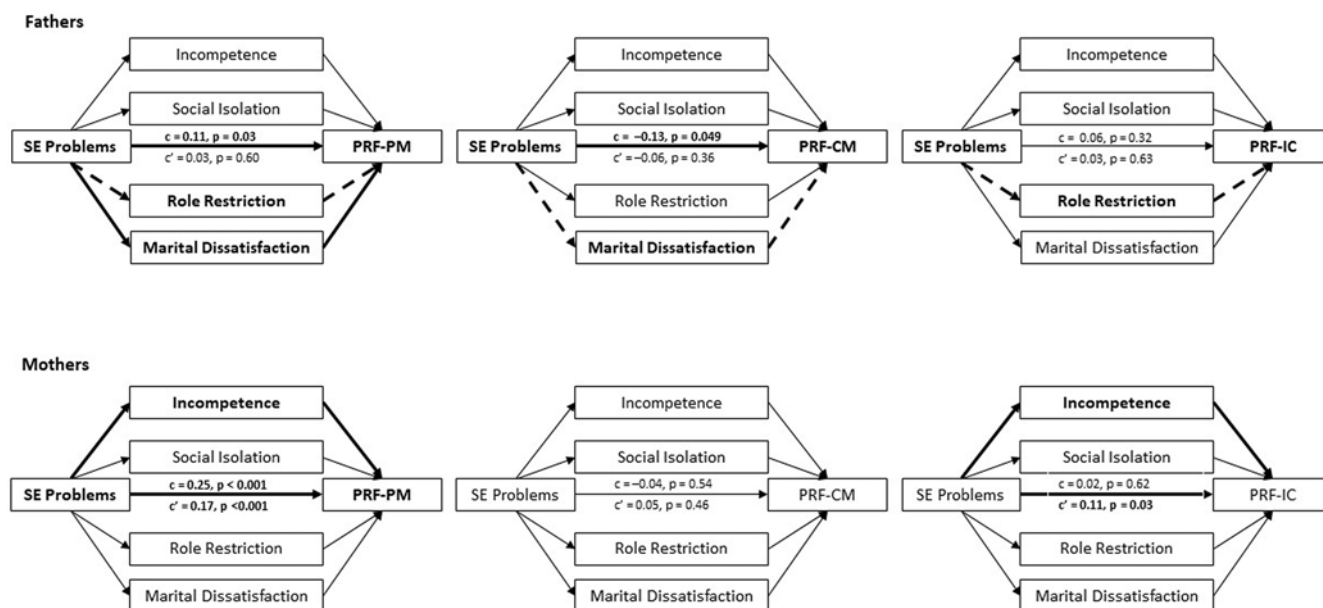 Fathers
Incompetence
Social Isolation
SE Problems
c = 0.11, p = 0.03
c' = 0.03, p = 0.60
PRF-PM
Role Restriction
Marital Dissatisfaction
Incompetence
Social Isolation
SE Problems
c = −0.13, p = 0.049
c' = −0.06, p = 0.36
PRF-CM
Role Restriction
Marital Dissatisfaction
Incompetence
Social Isolation
SE Problems
c = 0.06, p = 0.32
c' = 0.03, p = 0.63
PRF-IC
Role Restriction
Marital Dissatisfaction
Mothers
Incompetence
Social Isolation
SE Problems
c = 0.25, p < 0.001
c' = 0.17, p <0.001
PRF-PM
Role Restriction
Marital Dissatisfaction
Incompetence
Social Isolation
SE Problems
c = −0.04, p = 0.54
c' = 0.05, p = 0.46
PRF-CM
Role Restriction
Marital Dissatisfaction
Incompetence
Social Isolation
SE Problems
c = 0.02, p = 0.62
c' = 0.11, p = 0.03
PRF-IC
Role Restriction
Marital Dissatisfaction